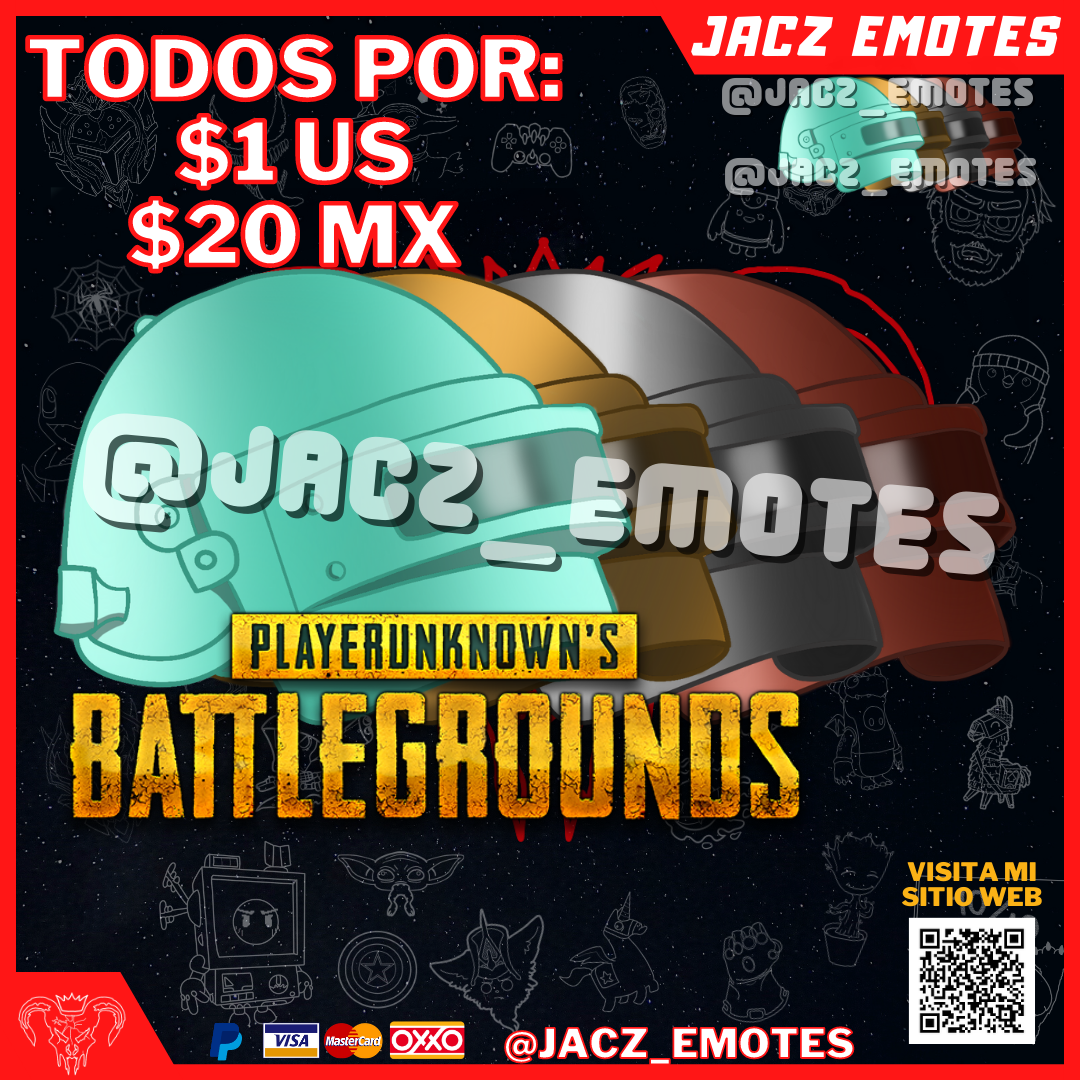 TODOS POR:
$1 US
$20 MX
JACZ EMOTES
@JACZ_EMOTES
@JACZ_EMOTES
@JACZ_EMOTES
PLAYERUNKNOWN'S
BATTLEGROUNDS
VISITA MI
SITIO WEB
VISA
MasterCard
OXXO
@JACZ_EMOTES